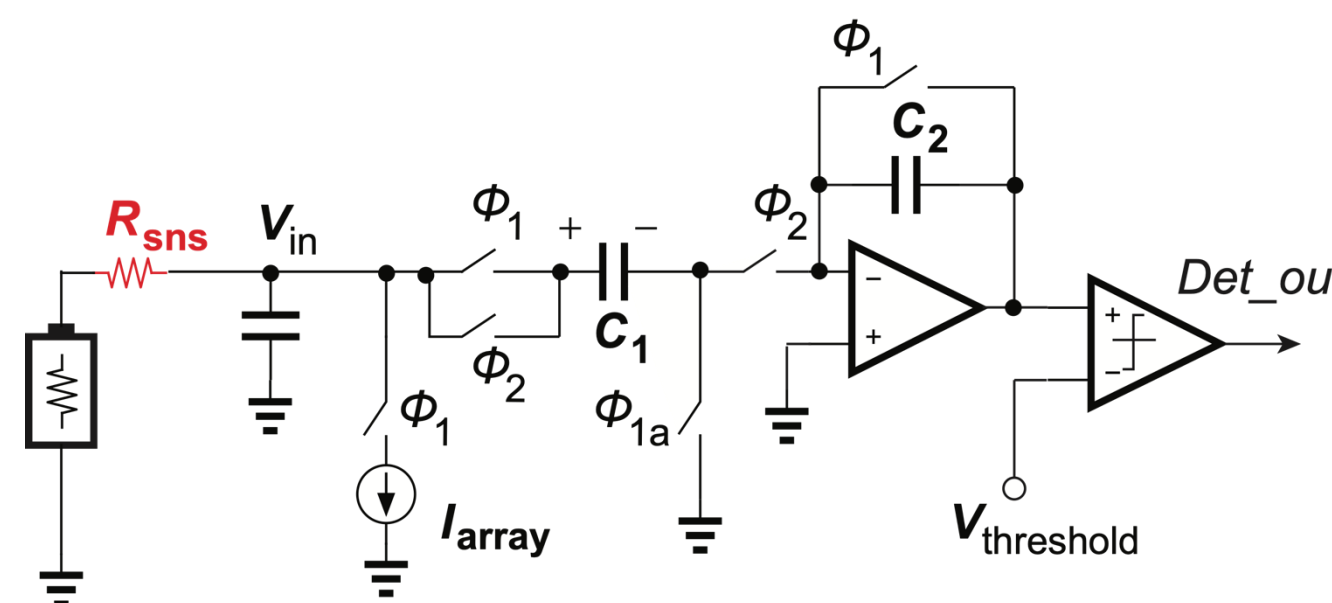 Φ1
C2
Rsns
Vin
Φ1
+
−
Φ2
C1
Φ2
Φ1
Φ1a
Iarray
−
+
+
−
Det_ou
Vthreshold